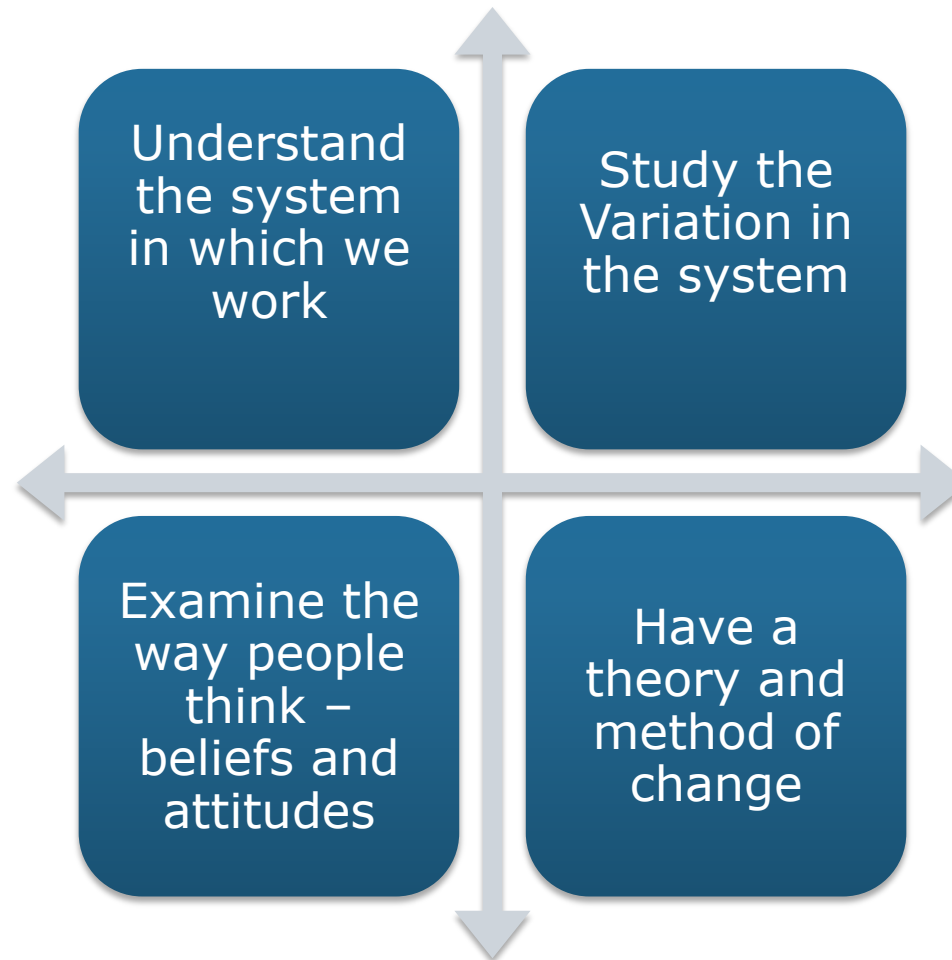 Understand
the system
in which we
work
Study the
Variation in
the system
Examine the
way people
think –
beliefs and
attitudes
Have a
theory and
method of
change